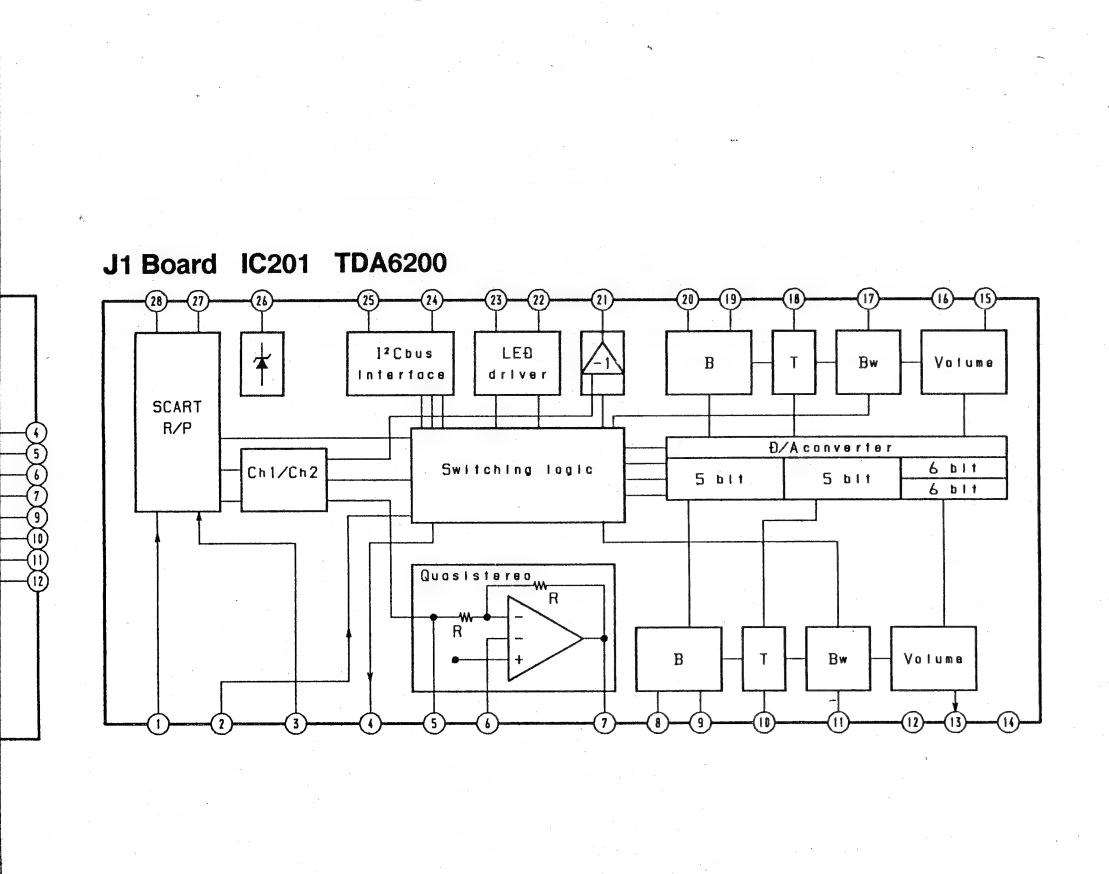 J1 Board IC201 TDA6200
28 27 26 25 24 23 22 21 20 19 18 17 16 15
I²Cbus
Interface
LED
driver
-1
B
T
Bw
Volume
SCART
R/P
Ch1/Ch2
Switching logic
D/A converter
5 bit
5 bit
6 bit
6 bit
4
5
6
7
9
10
11
12
Quasistereo
R
R
-
-
+
B
T
Bw
Volume
1 2 3 4 5 6 7 8 9 10 11 12 13 14